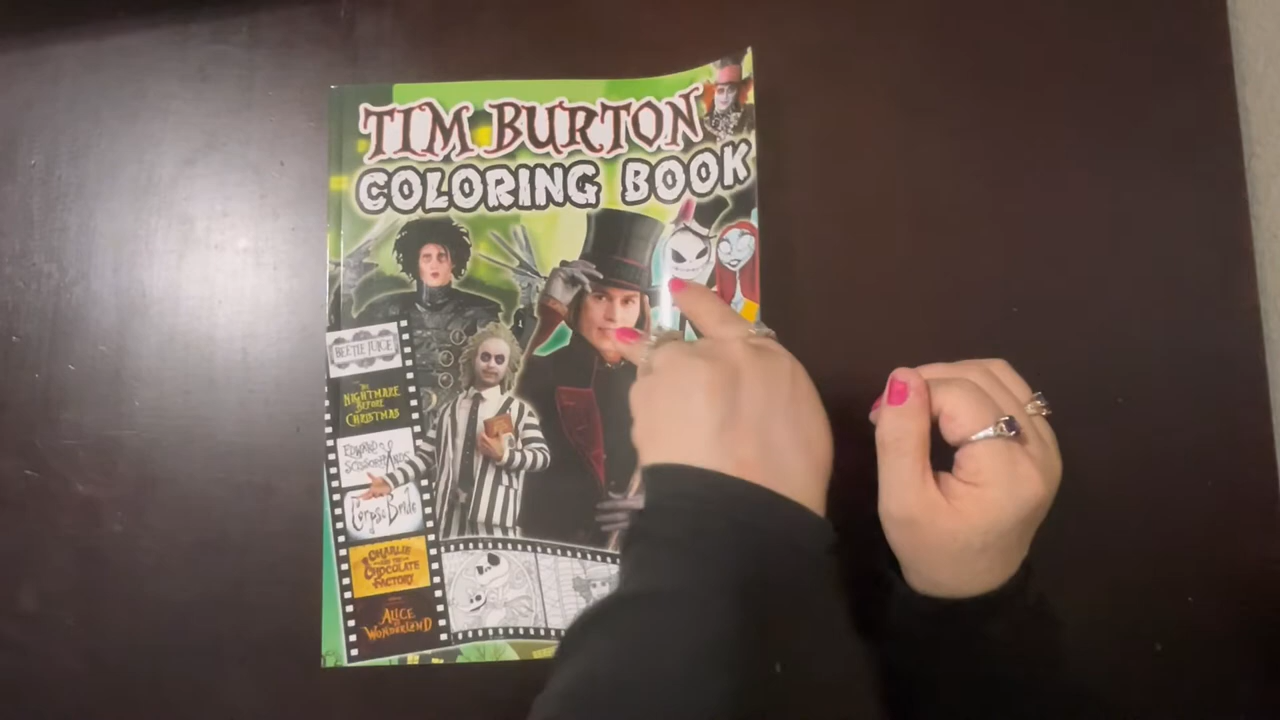 TIM BURTON
COLORING BOOK
BEETLE JUICE
THE
NIGHTMARE
BEFORE
CHRISTMAS
EDWARD
SCISSORHANDS
Corpse Bride
CHARLIE
AND THE
CHOCOLATE
FACTORY
ALICE
IN
WONDERLAND